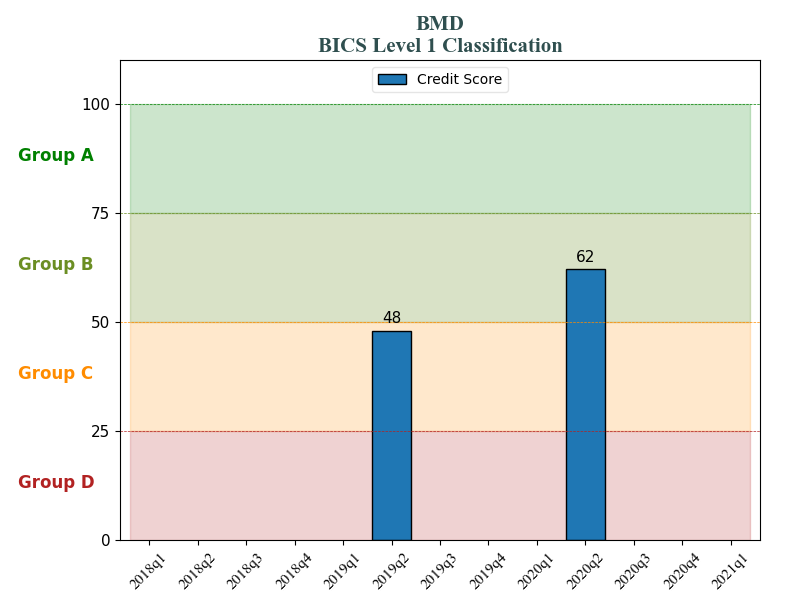 BMD
BICS Level 1 Classification
Credit Score
100
Group A
75
Group B
62
50
48
Group C
25
Group D
0
2018q1
2018q2
2018q3
2018q4
2019q1
2019q2
2019q3
2019q4
2020q1
2020q2
2020q3
2020q4
2021q1